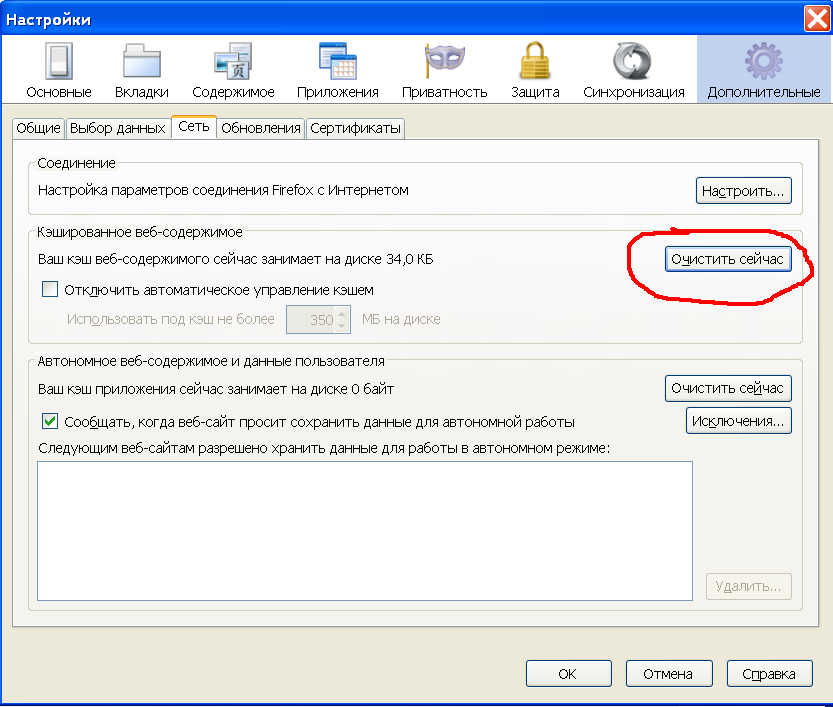 Настройки
Основные Вкладки Содержимое Приложения Приватность Защита Синхронизация Дополнительные
Общие Выбор данных Сеть Обновления Сертификаты
Соединение
Настройка параметров соединения Firefox с Интернетом Настроить...
Кэшированное веб-содержимое
Ваш кэш веб-содержимого сейчас занимает на диске 34,0 КБ Очистить сейчас
Отключить автоматическое управление кэшем
Использовать под кэш не более 350 МБ на диске
Автономное веб-содержимое и данные пользователя
Ваш кэш приложения сейчас занимает на диске 0 байт Очистить сейчас
Сообщать, когда веб-сайт просит сохранить данные для автономной работы Исключения...
Следующим веб-сайтам разрешено хранить данные для работы в автономном режиме:
Удалить...
OK Отмена Справка